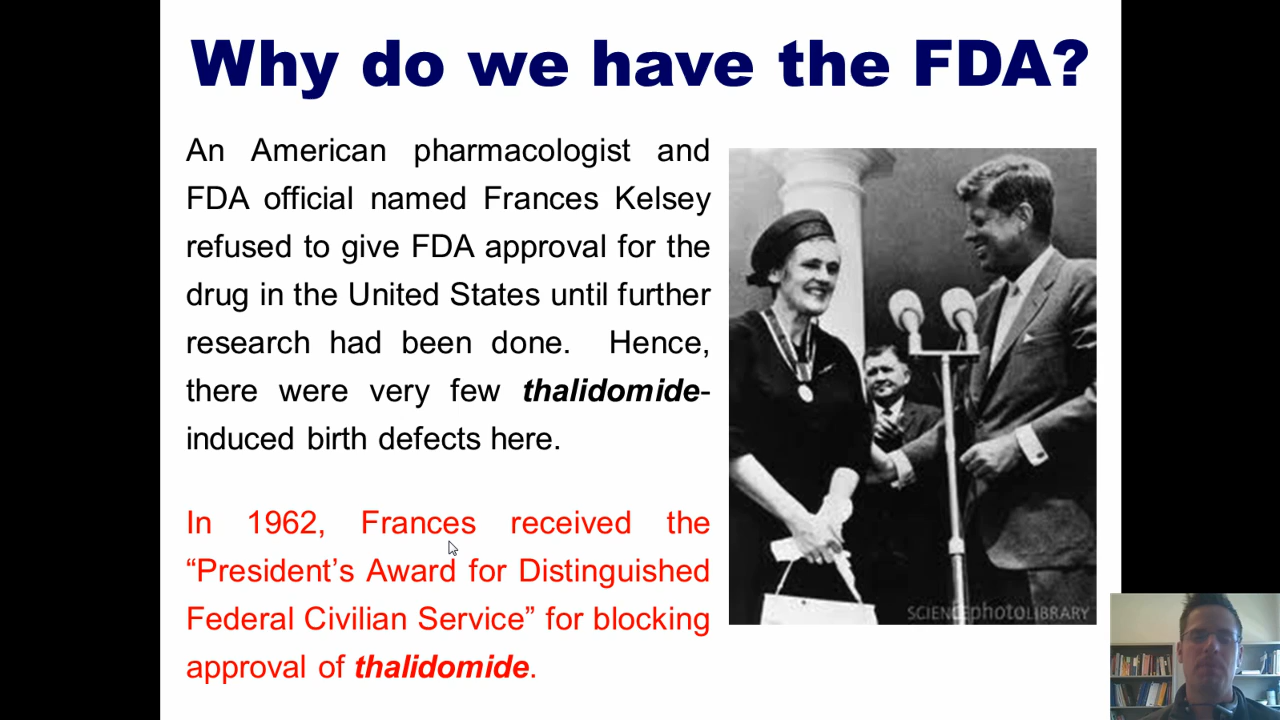 Why do we have the FDA?
An American pharmacologist and
FDA official named Frances Kelsey
refused to give FDA approval for the
drug in the United States until further
research had been done. Hence,
there were very few thalidomide-
induced birth defects here.
In 1962, Frances received the
“President’s Award for Distinguished
Federal Civilian Service” for blocking
approval of thalidomide.
SCIENCEphotoLIBRARY